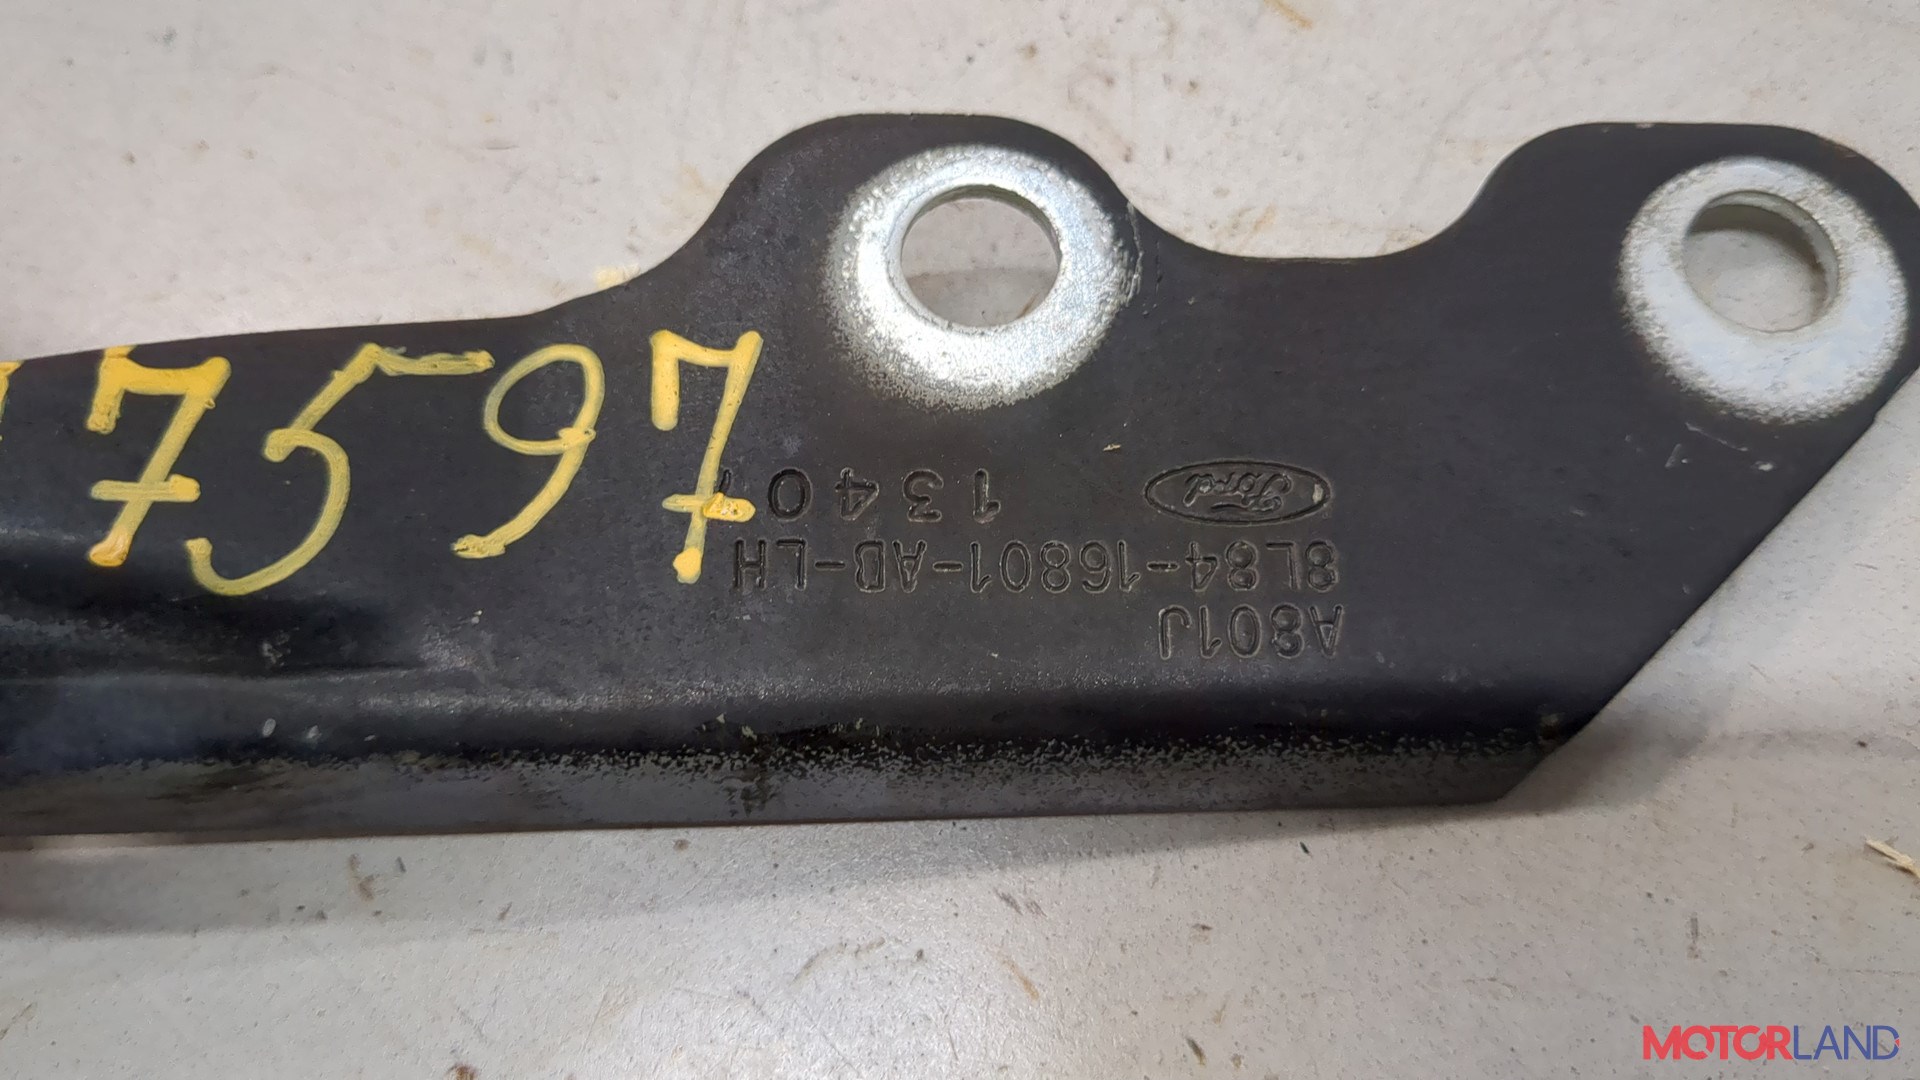 7597
A801J
8L84-16801-AD-LH
Ford 1340
MOTORLAND